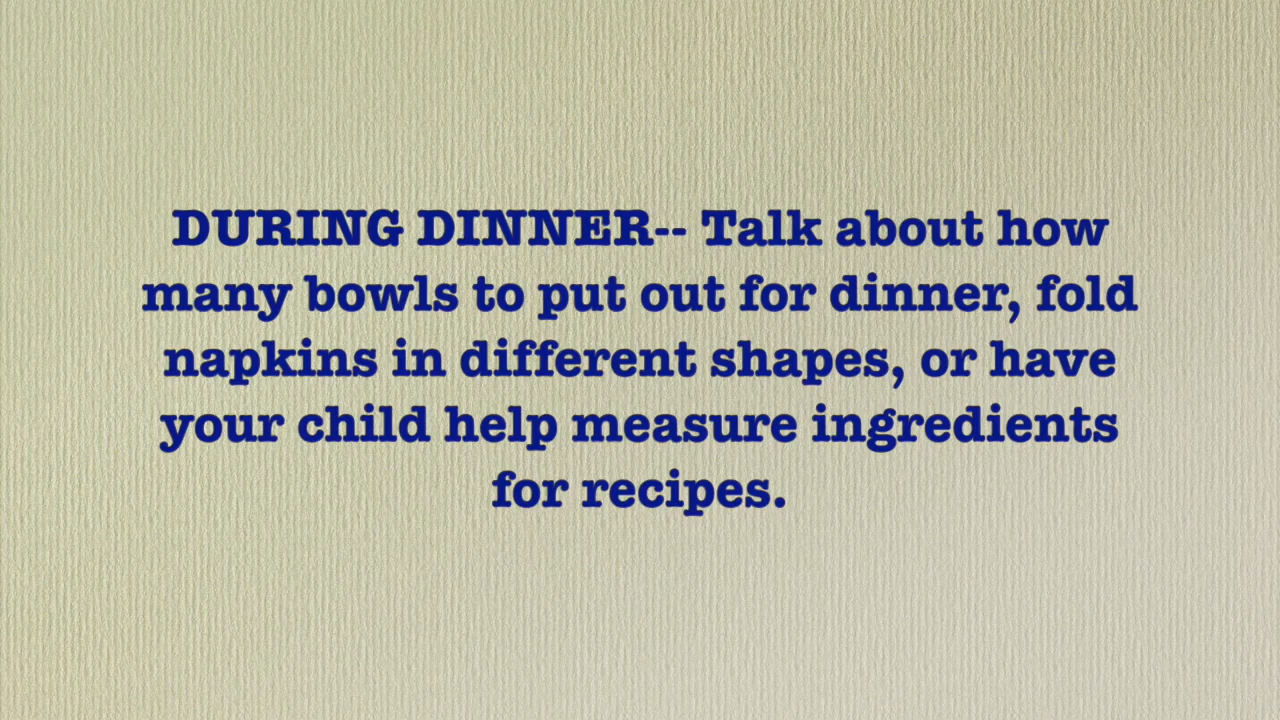 DURING DINNER-- Talk about how
many bowls to put out for dinner, fold
napkins in different shapes, or have
your child help measure ingredients
for recipes.